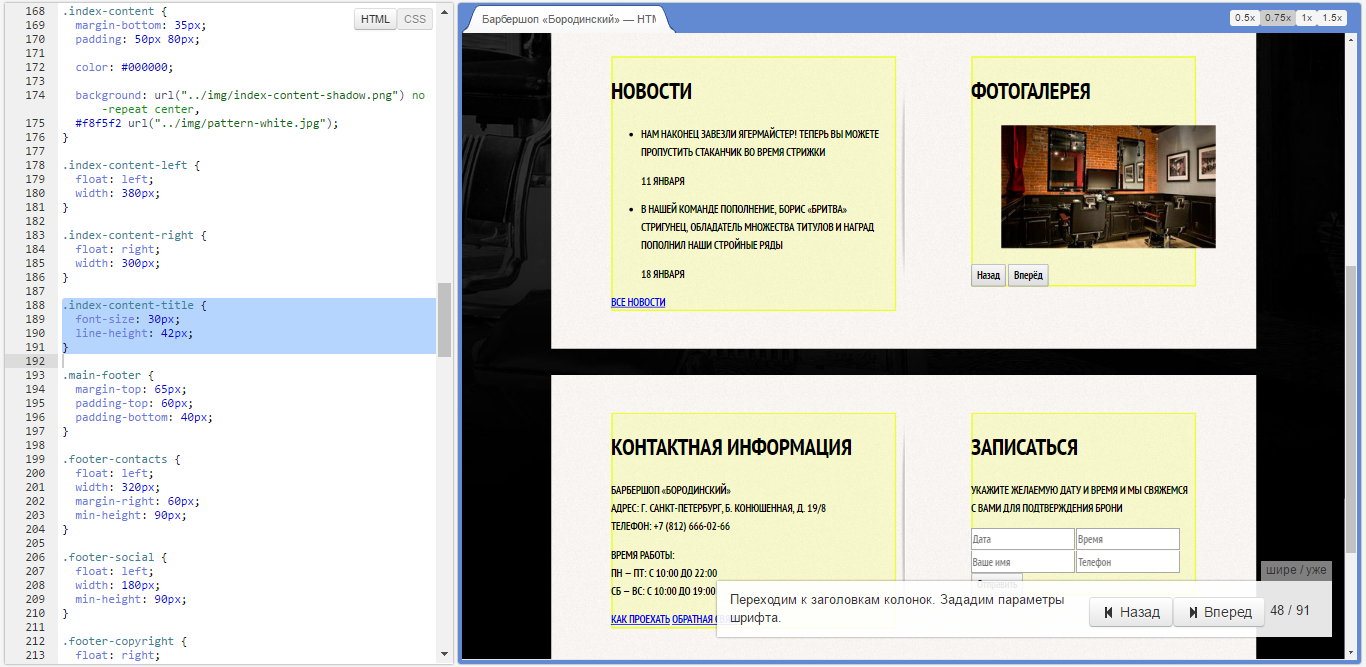 168 .index-content {
169 margin-bottom: 35px;
170 padding: 50px 80px;
171
172 color: #000000;
173
174 background: url("../img/index-content-shadow.png") no
-repeat center,
175 #f8f5f2 url("../img/pattern-white.jpg");
176 }
177
178 .index-content-left {
179 float: left;
180 width: 380px;
181 }
182
183 .index-content-right {
184 float: right;
185 width: 300px;
186 }
187
188 .index-content-title {
189 font-size: 30px;
190 line-height: 42px;
191 }
192
193 .main-footer {
194 margin-top: 65px;
195 padding-top: 60px;
196 padding-bottom: 40px;
197 }
198
199 .footer-contacts {
200 float: left;
201 width: 320px;
202 margin-right: 60px;
203 min-height: 90px;
204 }
205
206 .footer-social {
207 float: left;
208 width: 180px;
209 min-height: 90px;
210 }
211
212 .footer-copyright {
213 float: right;
HTML CSS
Барбершоп «Бородинский» — HTM
0.5x 0.75x 1x 1.5x
НОВОСТИ
НАМ НАКОНЕЦ ЗАВЕЗЛИ ЯГЕРМАЙСТЕР! ТЕПЕРЬ ВЫ МОЖЕТЕ
ПРОПУСТИТЬ СТАКАНЧИК ВО ВРЕМЯ СТРИЖКИ
11 ЯНВАРЯ
В НАШЕЙ КОМАНДЕ ПОПОЛНЕНИЕ, БОРИС «БРИТВА»
СТРИГУНЕЦ, ОБЛАДАТЕЛЬ МНОЖЕСТВА ТИТУЛОВ И НАГРАД
ПОПОЛНИЛ НАШИ СТРОЙНЫЕ РЯДЫ
18 ЯНВАРЯ
ВСЕ НОВОСТИ
ФОТОГАЛЕРЕЯ
Назад Вперёд
КОНТАКТНАЯ ИНФОРМАЦИЯ
БАРБЕРШОП «БОРОДИНСКИЙ»
АДРЕС: Г. САНКТ-ПЕТЕРБУРГ, Б. КОНЮШЕННАЯ, Д. 19/8
ТЕЛЕФОН: +7 (812) 666-02-66
ВРЕМЯ РАБОТЫ:
ПН – ПТ: С 10:00 ДО 22:00
СБ – ВС: С 10:00 ДО 19:00
КАК ПРОЕХАТЬ ОБРАТНАЯ
ЗАПИСАТЬСЯ
УКАЖИТЕ ЖЕЛАЕМУЮ ДАТУ И ВРЕМЯ И МЫ СВЯЖЕМСЯ
С ВАМИ ДЛЯ ПОДТВЕРЖДЕНИЯ БРОНИ
Дата Время
Ваше имя Телефон
Отправить
шире / уже
Переходим к заголовкам колонок. Зададим параметры
шрифта.
Назад Вперед 48 / 91